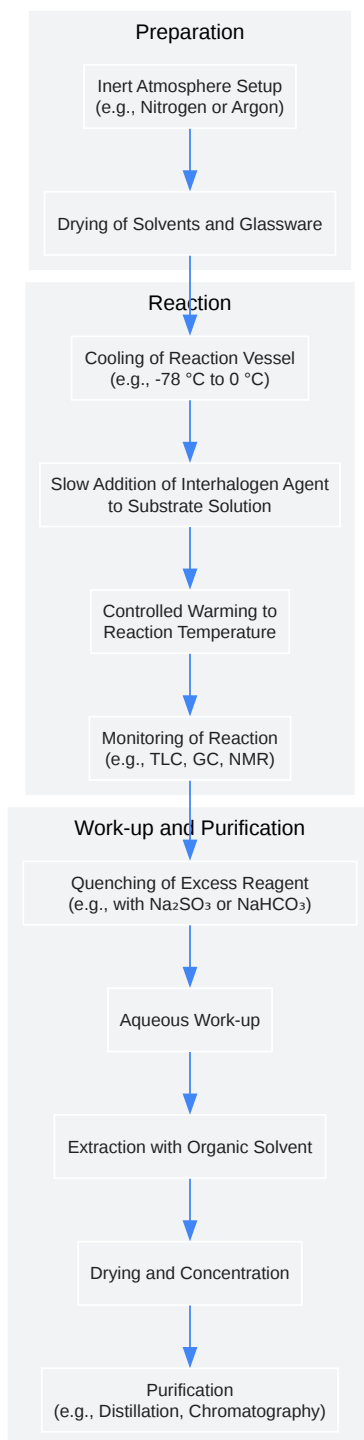 Preparation
Inert Atmosphere Setup
(e.g., Nitrogen or Argon)
Drying of Solvents and Glassware
Reaction
Cooling of Reaction Vessel
(e.g., -78 °C to 0 °C)
Slow Addition of Interhalogen Agent
to Substrate Solution
Controlled Warming to
Reaction Temperature
Monitoring of Reaction
(e.g., TLC, GC, NMR)
Work-up and Purification
Quenching of Excess Reagent
(e.g., with Na₂SO₃ or NaHCO₃)
Aqueous Work-up
Extraction with Organic Solvent
Drying and Concentration
Purification
(e.g., Distillation, Chromatography)